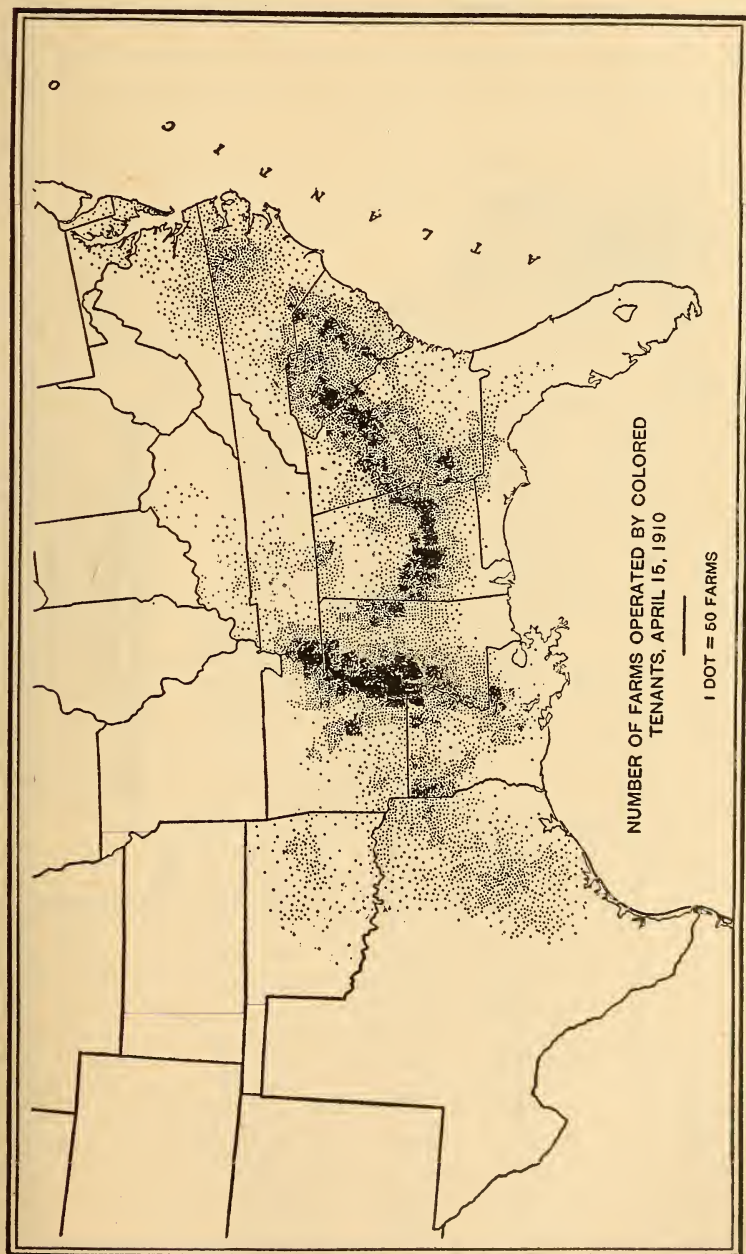 ATLANTIC O
NUMBER OF FARMS OPERATED BY COLORED
TENANTS, APRIL 15, 1910
1 DOT = 50 FARMS